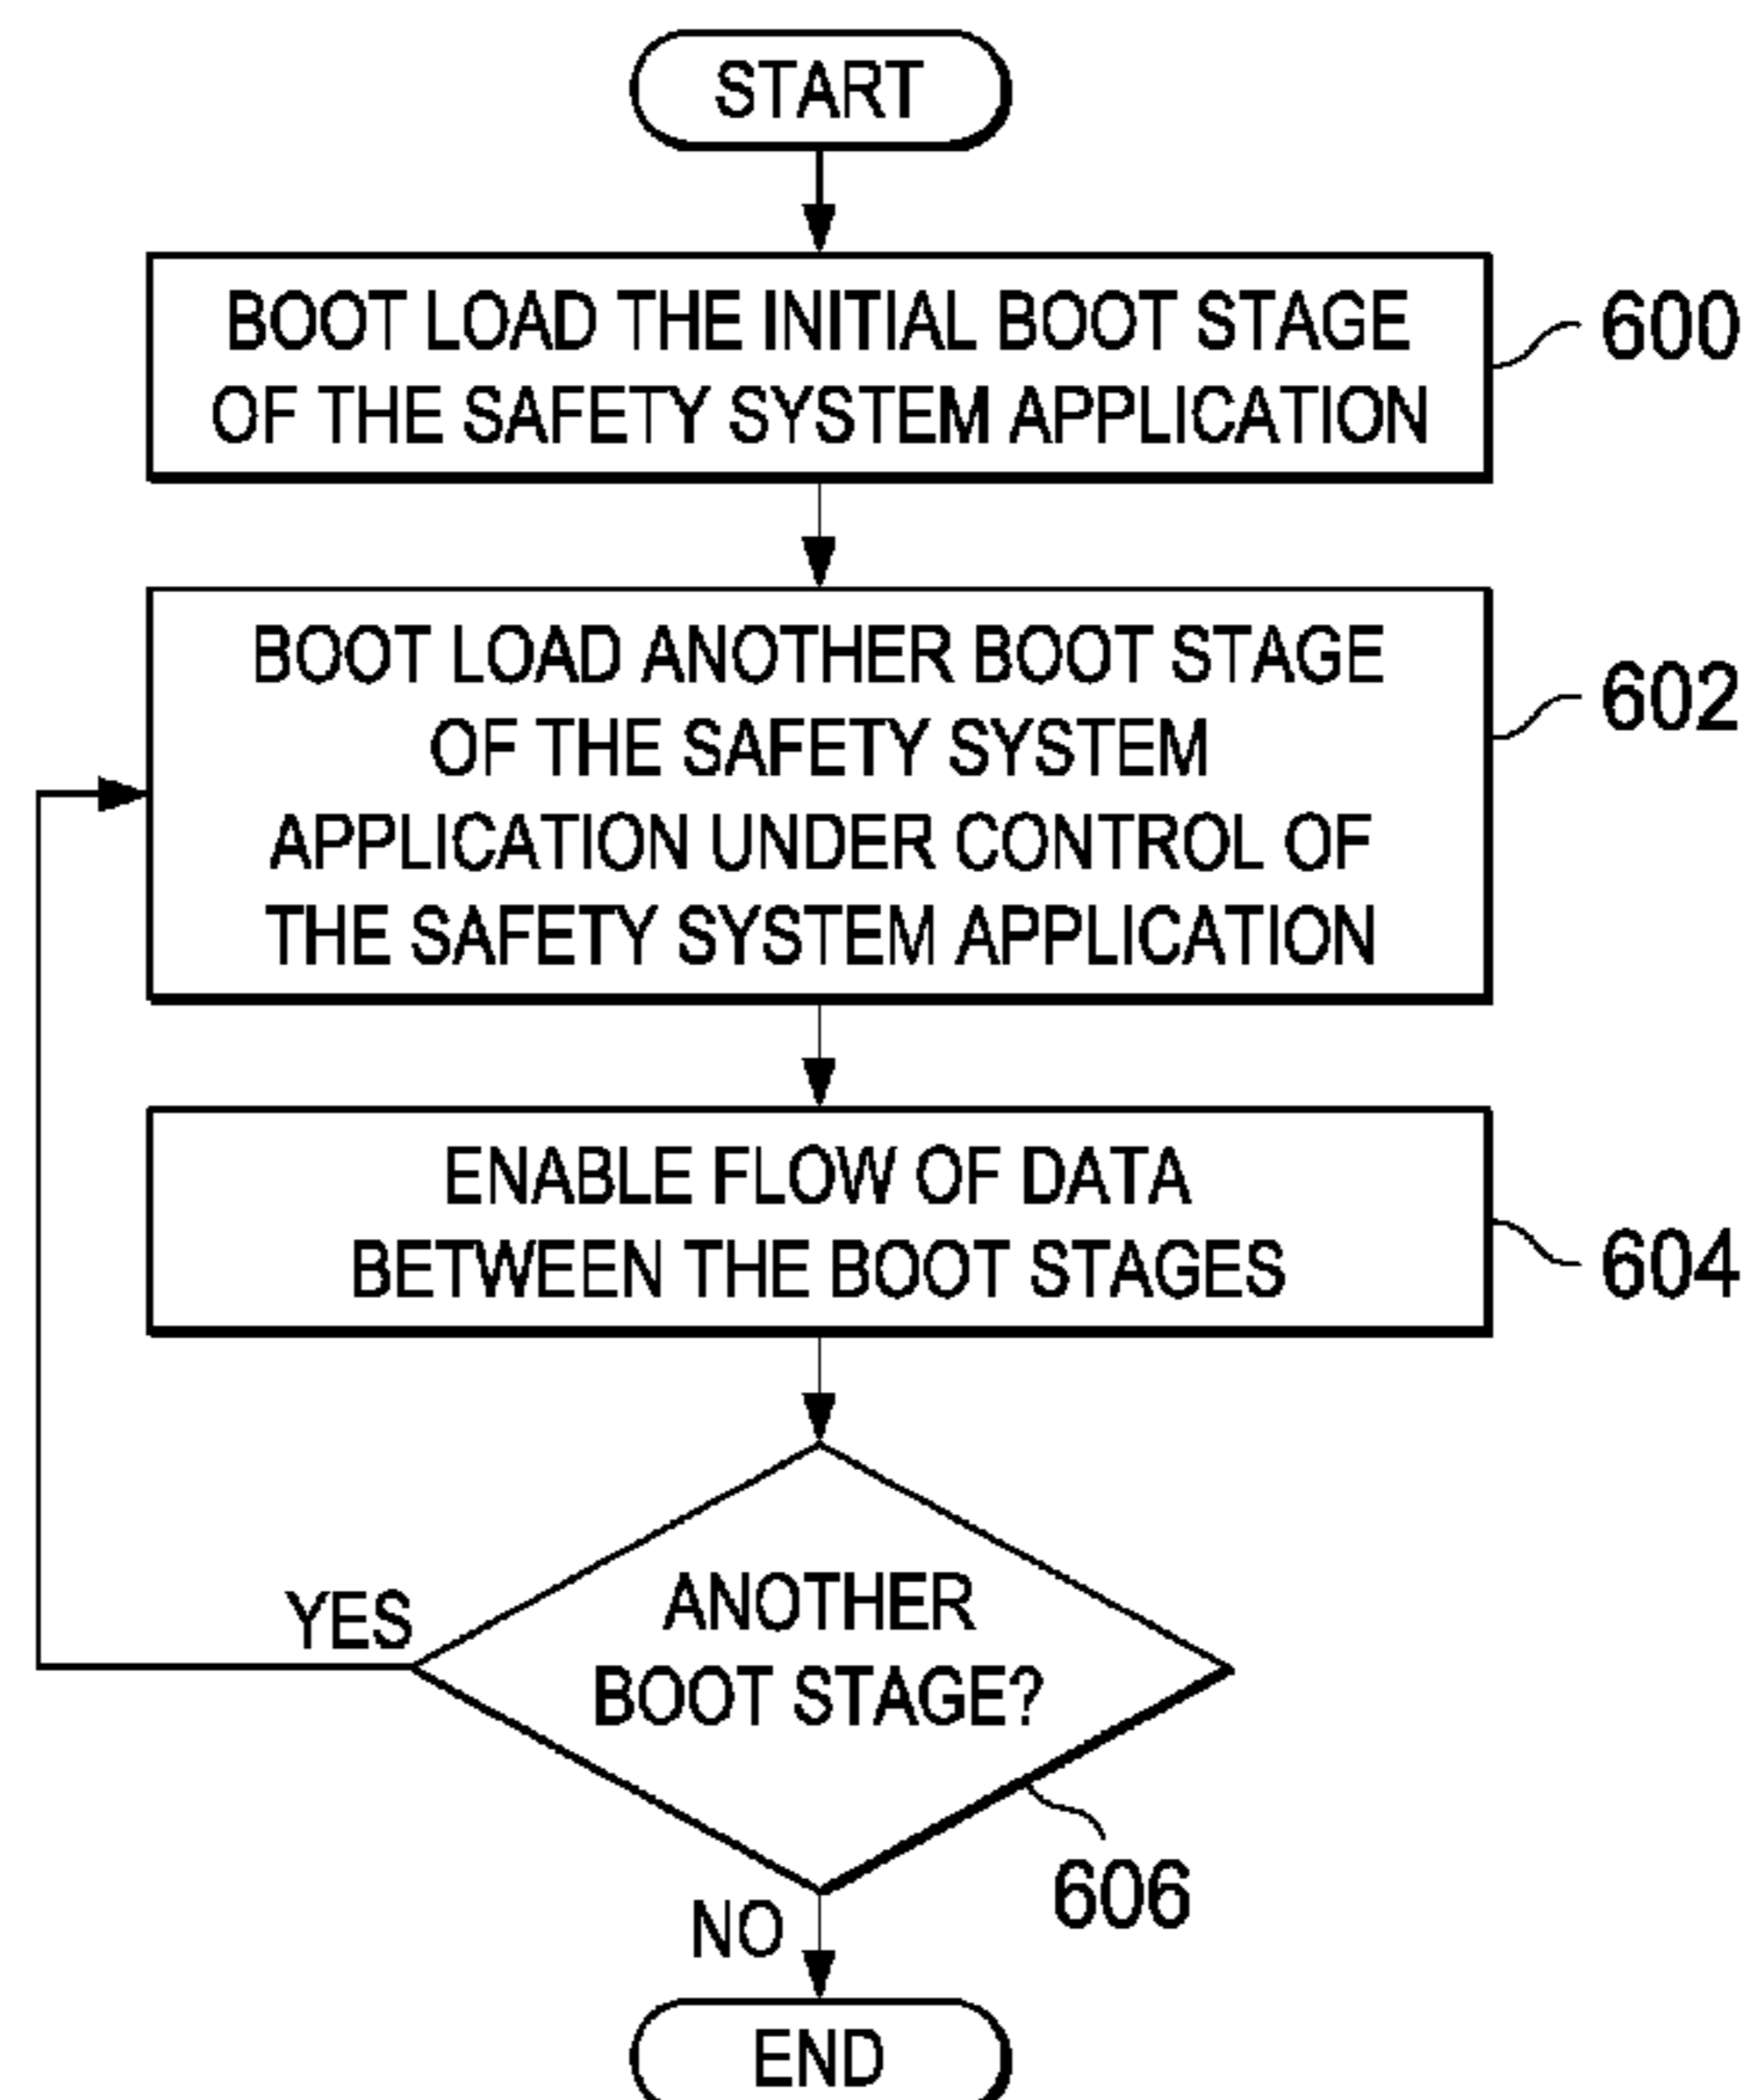 START
BOOT LOAD THE INITIAL BOOT STAGE
OF THE SAFETY SYSTEM APPLICATION
600
BOOT LOAD ANOTHER BOOT STAGE
OF THE SAFETY SYSTEM
APPLICATION UNDER CONTROL OF
THE SAFETY SYSTEM APPLICATION
602
ENABLE FLOW OF DATA
BETWEEN THE BOOT STAGES
604
YES
ANOTHER
BOOT STAGE?
606
NO
END